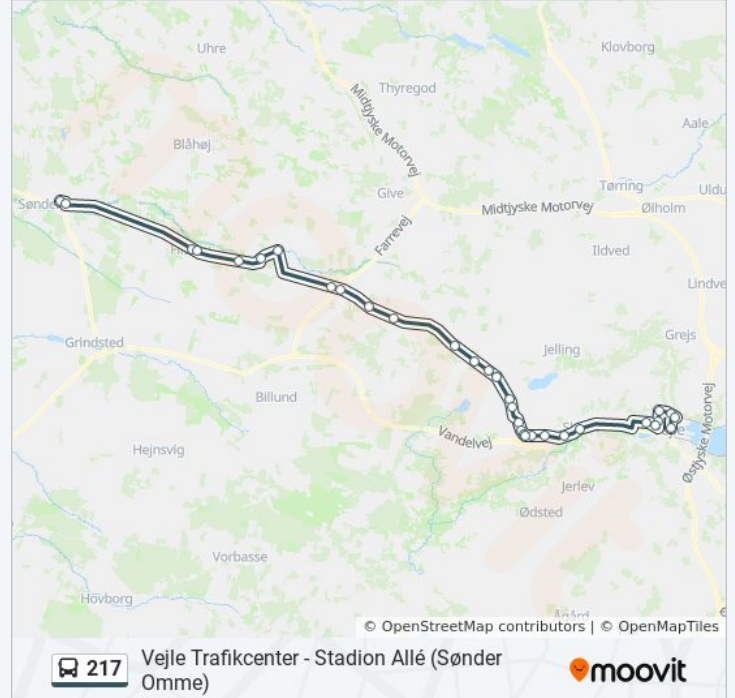 Uhre
Klovborg
Thyregod
Midtjyske Motorvej
Aale
Blåhøj
Give
Tørring
Uldu
Sønde
Midtjyske Motorvej
Ølholm
Farrevej
Ildved
Lindve
Grindsted
Grejs
Jelling
Billund
Vandelvej
Østjyske Motorvej
Hejnsvig
Jerlev
Ødsted
Vorbasse
Hovborg
Ågård
© OpenStreetMap contributors | © OpenMapTiles
217
Vejle Trafikcenter - Stadion Allé (Sønder
Omme)
moovit